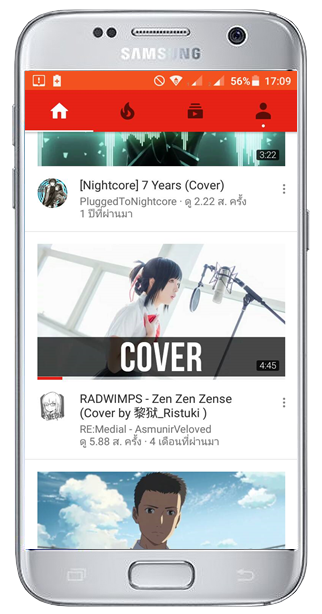 SAMSUNG
56% 17:09
3:22
[Nightcore] 7 Years (Cover)
PluggedToNightcore · ดู 2.22 ส. ครั้ง
1 ปีที่ผ่านมา
COVER
4:45
RADWIMPS - Zen Zen Zense
(Cover by 黎狱_Ristuki )
RE:Medial - AsmunirVeloved
ดู 5.88 ส. ครั้ง · 4 เดือนที่ผ่านมา